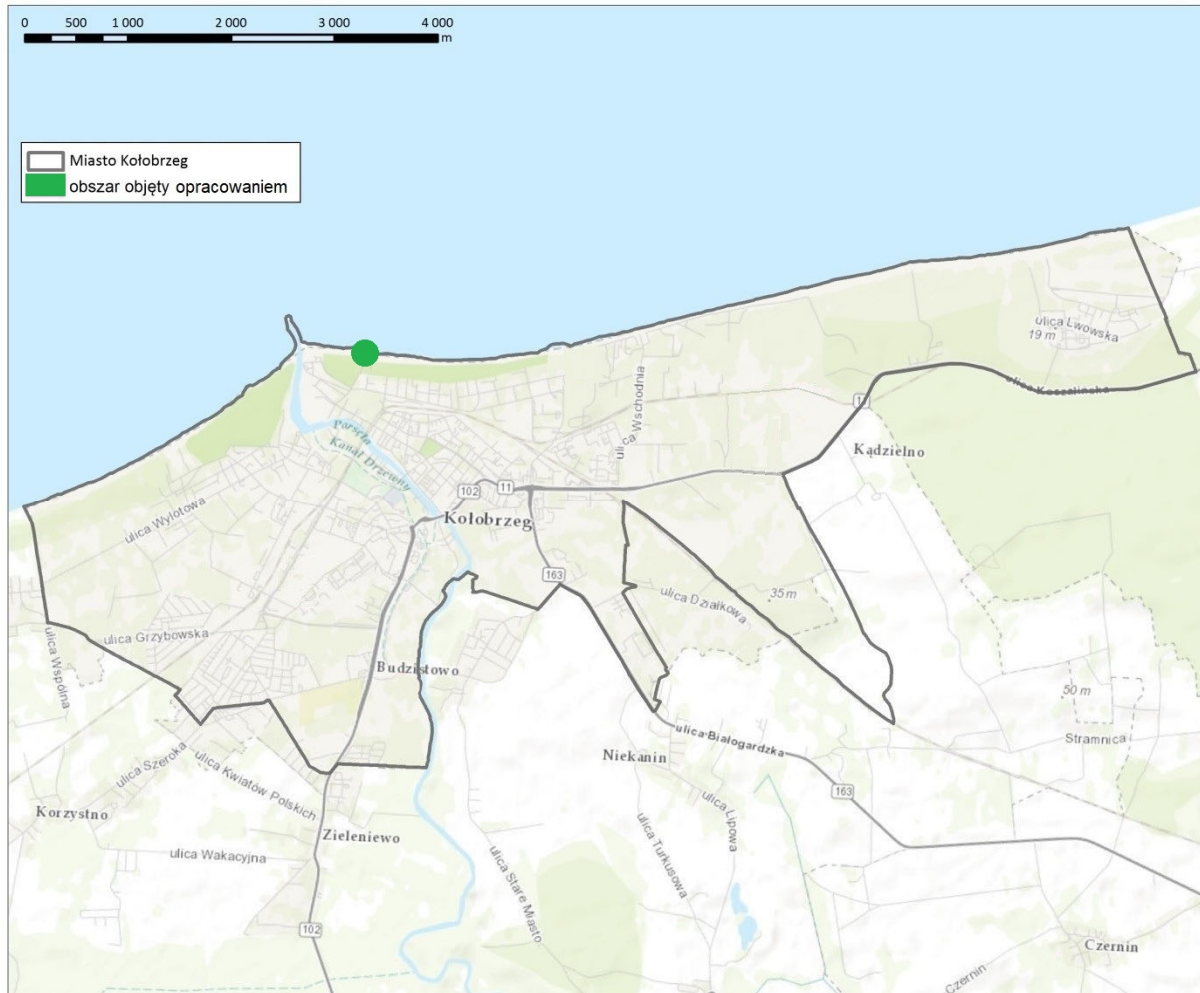 0 500 1 000 2 000 3 000 4 000
m
Miasto Kołobrzeg
obszar objęty opracowaniem
ulica Lwowska
19 m
ulica Koszalińska
11
Kądzielno
ulica Wschodnia
Parsęta
Kanał Drzewny
102
11
Kołobrzeg
ulica Wylotowa
163
ulica Działkowa
35 m
ulica Grzybowska
ulica Wspólna
Budzistowo
50 m
Stramnica
ulica Białogardzka
Niekanin
ulica Szeroka
ulica Kwiatów Polskich
163
Korzystno
Zieleniewo
ulica Lipowa
ulica Turkusowa
ulica Wakacyjna
ulica Stare Miasto
102
Czernin
Czernin